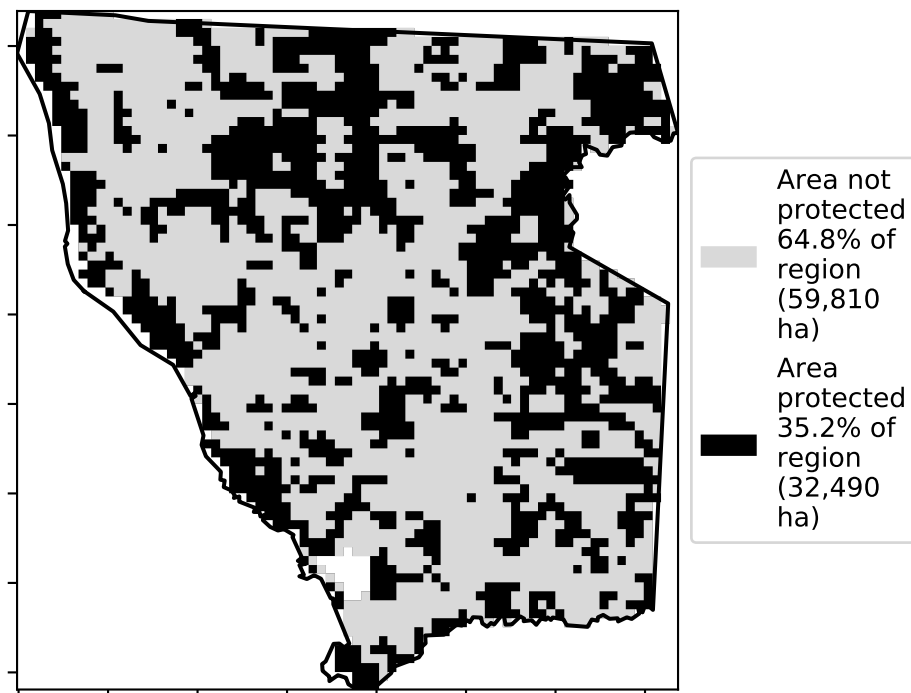 Area not
protected
64.8% of
region
(59,810
ha)
Area
protected
35.2% of
region
(32,490
ha)